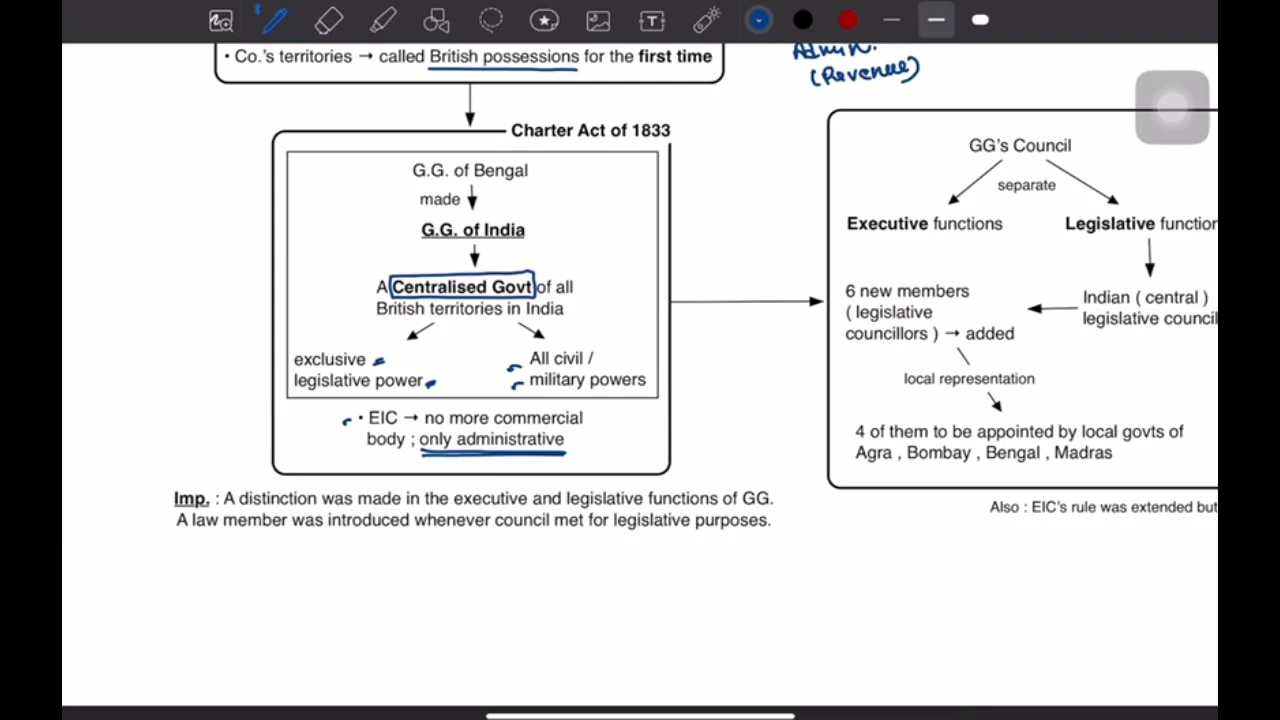 • Co.'s territories → called British possessions for the first time
Admn.
(Revenue)
Charter Act of 1833
G.G. of Bengal
made
G.G. of India
A Centralised Govt of all
British territories in India
exclusive
legislative power
All civil /
military powers
• EIC → no more commercial
body ; only administrative
Imp. : A distinction was made in the executive and legislative functions of GG.
A law member was introduced whenever council met for legislative purposes.
GG's Council
separate
Executive functions
Legislative function
Indian ( central )
legislative council
6 new members
( legislative
councillors ) → added
local representation
4 of them to be appointed by local govts of
Agra , Bombay , Bengal , Madras
Also : EIC's rule was extended but